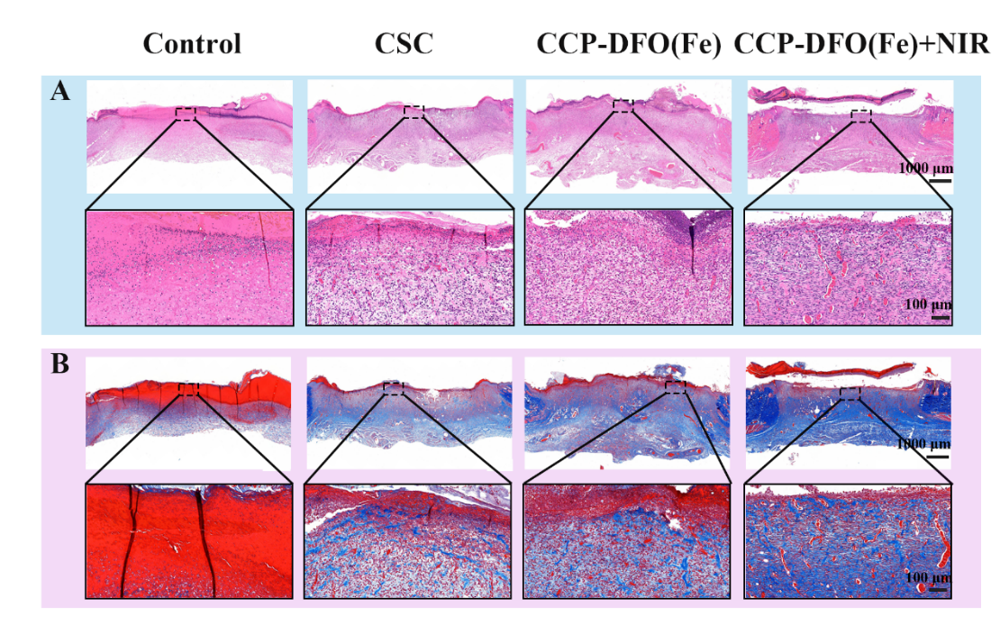 Control CSC CCP-DFO(Fe) CCP-DFO(Fe)+NIR
A
1000 μm
100 μm
B
1000 μm
100 μm